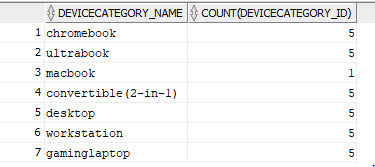 DEVICECATEGORY_NAME COUNT(DEVICECATEGORY_ID)
1 chromebook 5
2 ultrabook 5
3 macbook 1
4 convertible(2-in-1) 5
5 desktop 5
6 workstation 5
7 gaminglaptop 5